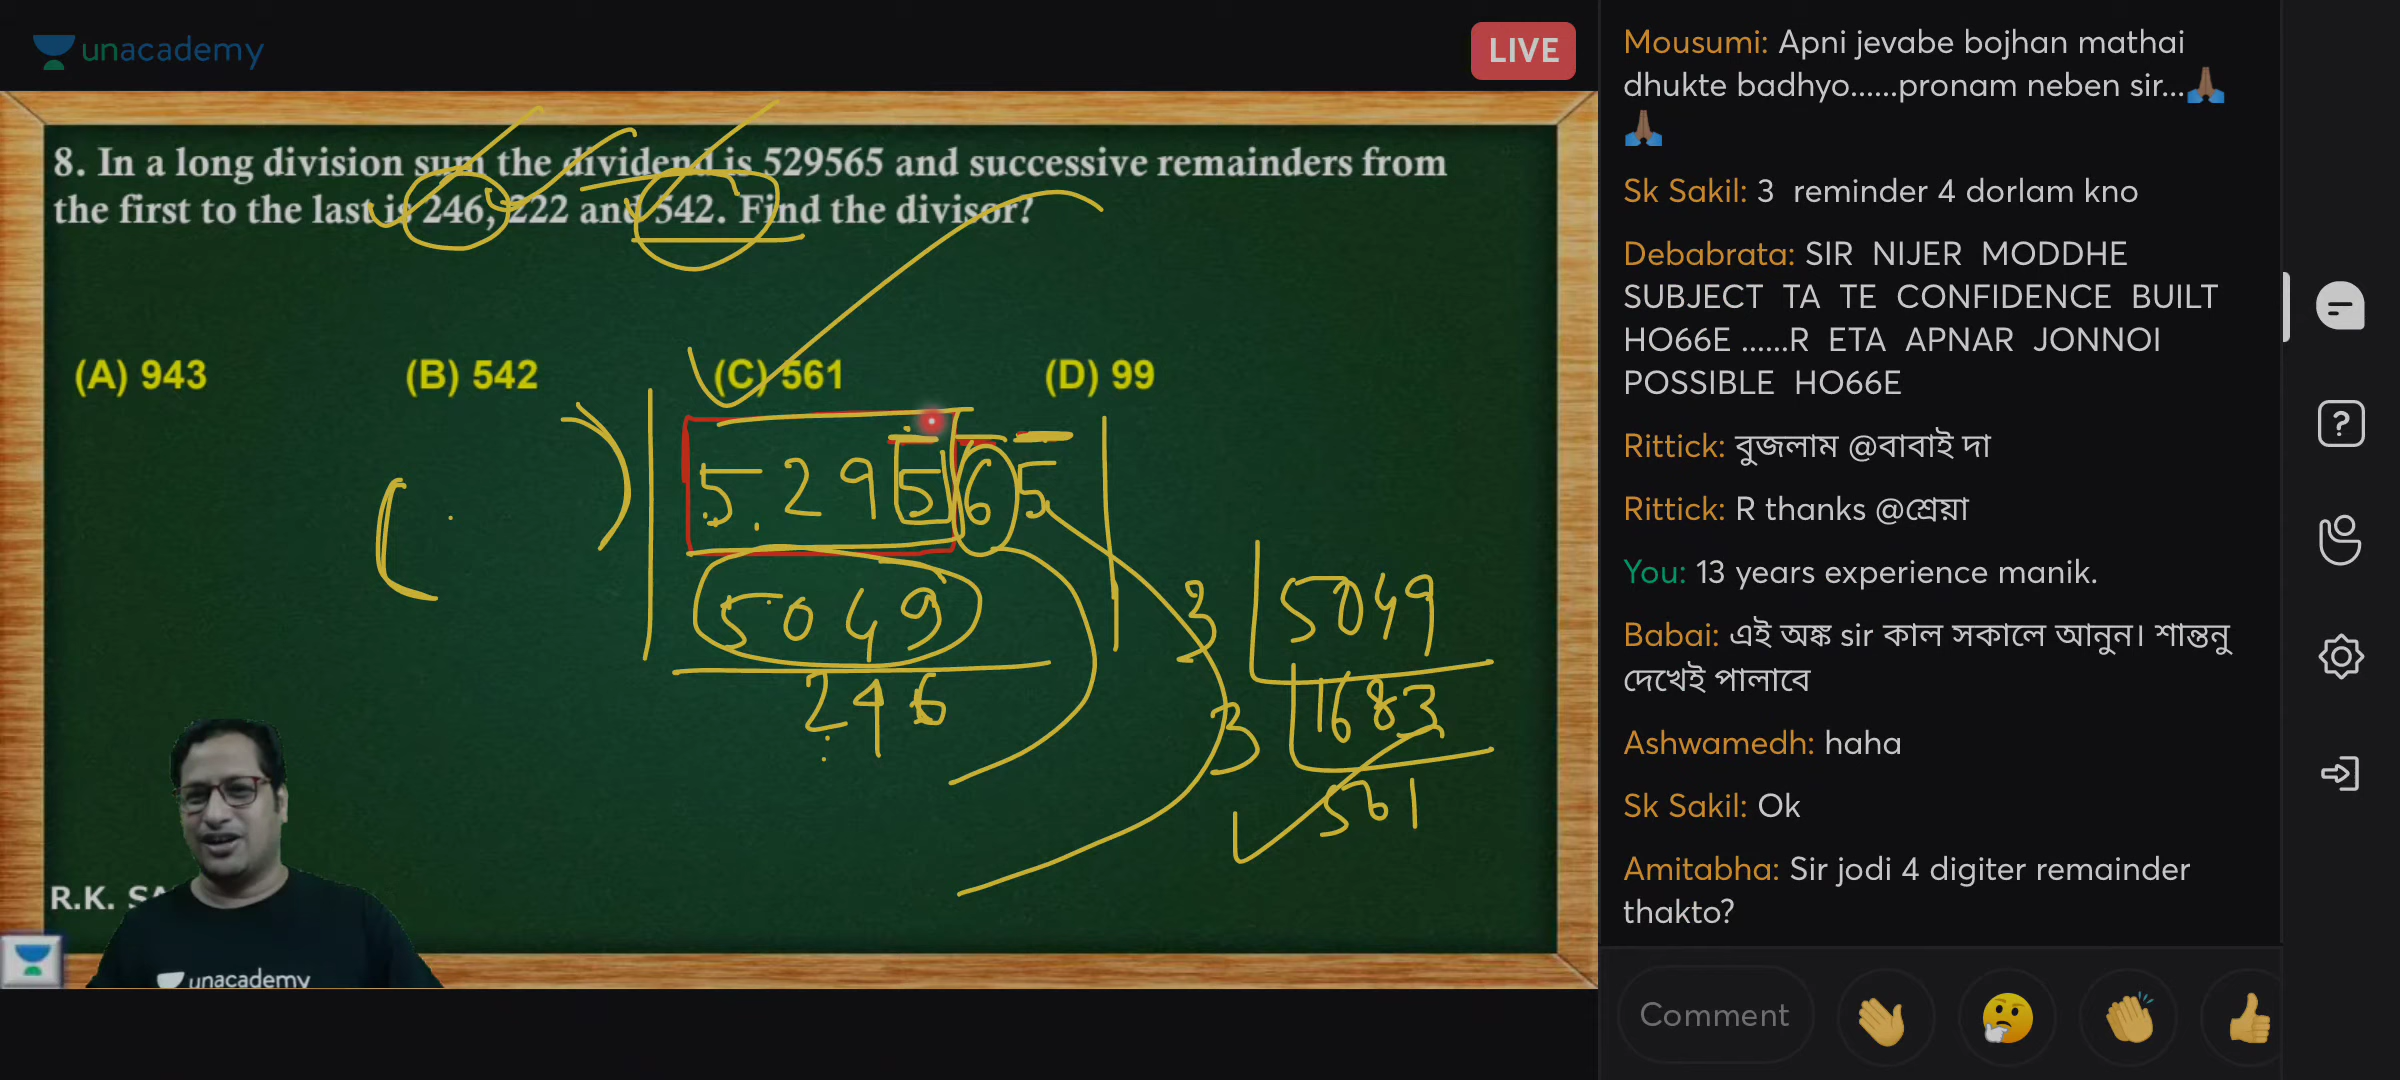 unacademy
LIVE
8. In a long division sum the dividend is 529565 and successive remainders from
the first to the last is 246, 222 and 542. Find the divisor?
(A) 943
(B) 542
(C) 561
(D) 99
529565
5049
246
3
5049
3
1683
561
R.K. SA
unacademy
Mousumi: Apni jevabe bojhan mathai
dhukte badhyo......pronam neben sir...🙏🏽
🙏🏽
Sk Sakil: 3 reminder 4 dorlam kno
Debabrata: SIR NIJER MODDHE
SUBJECT TA TE CONFIDENCE BUILT
HO66E ......R ETA APNAR JONNOI
POSSIBLE HO66E
Rittick: বুজলাম @বাবাই দা
Rittick: R thanks @শ্রেয়া
You: 13 years experience manik.
Babai: এই অঙ্ক sir কাল সকালে আনুন। শান্তনু
দেখেই পালাবে
Ashwamedh: haha
Sk Sakil: Ok
Amitabha: Sir jodi 4 digiter remainder
thakto?
Comment